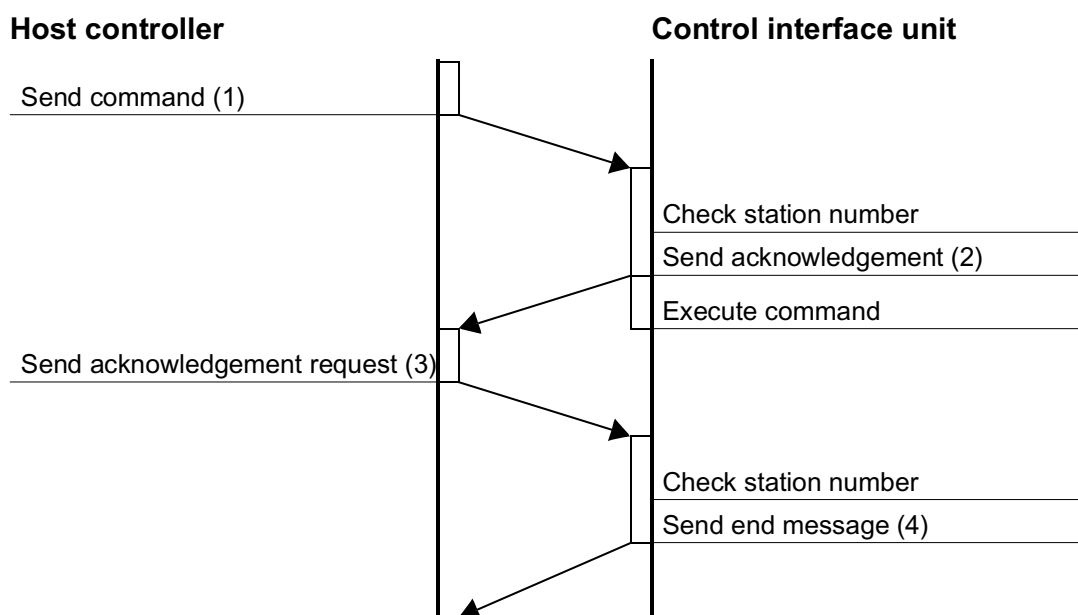 Host controller
Control interface unit
Send command (1)
Check station number
Send acknowledgement (2)
Execute command
Send acknowledgement request (3)
Check station number
Send end message (4)